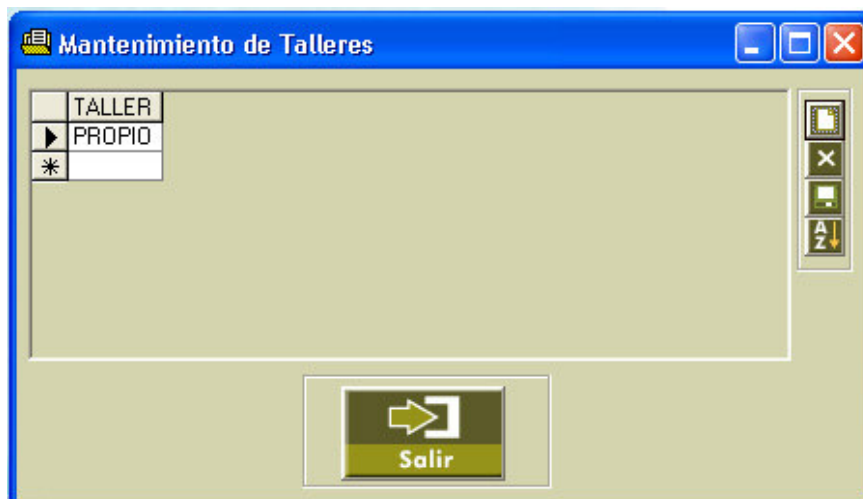 Mantenimiento de Talleres
TALLER
PROPIO
A
Z
Salir